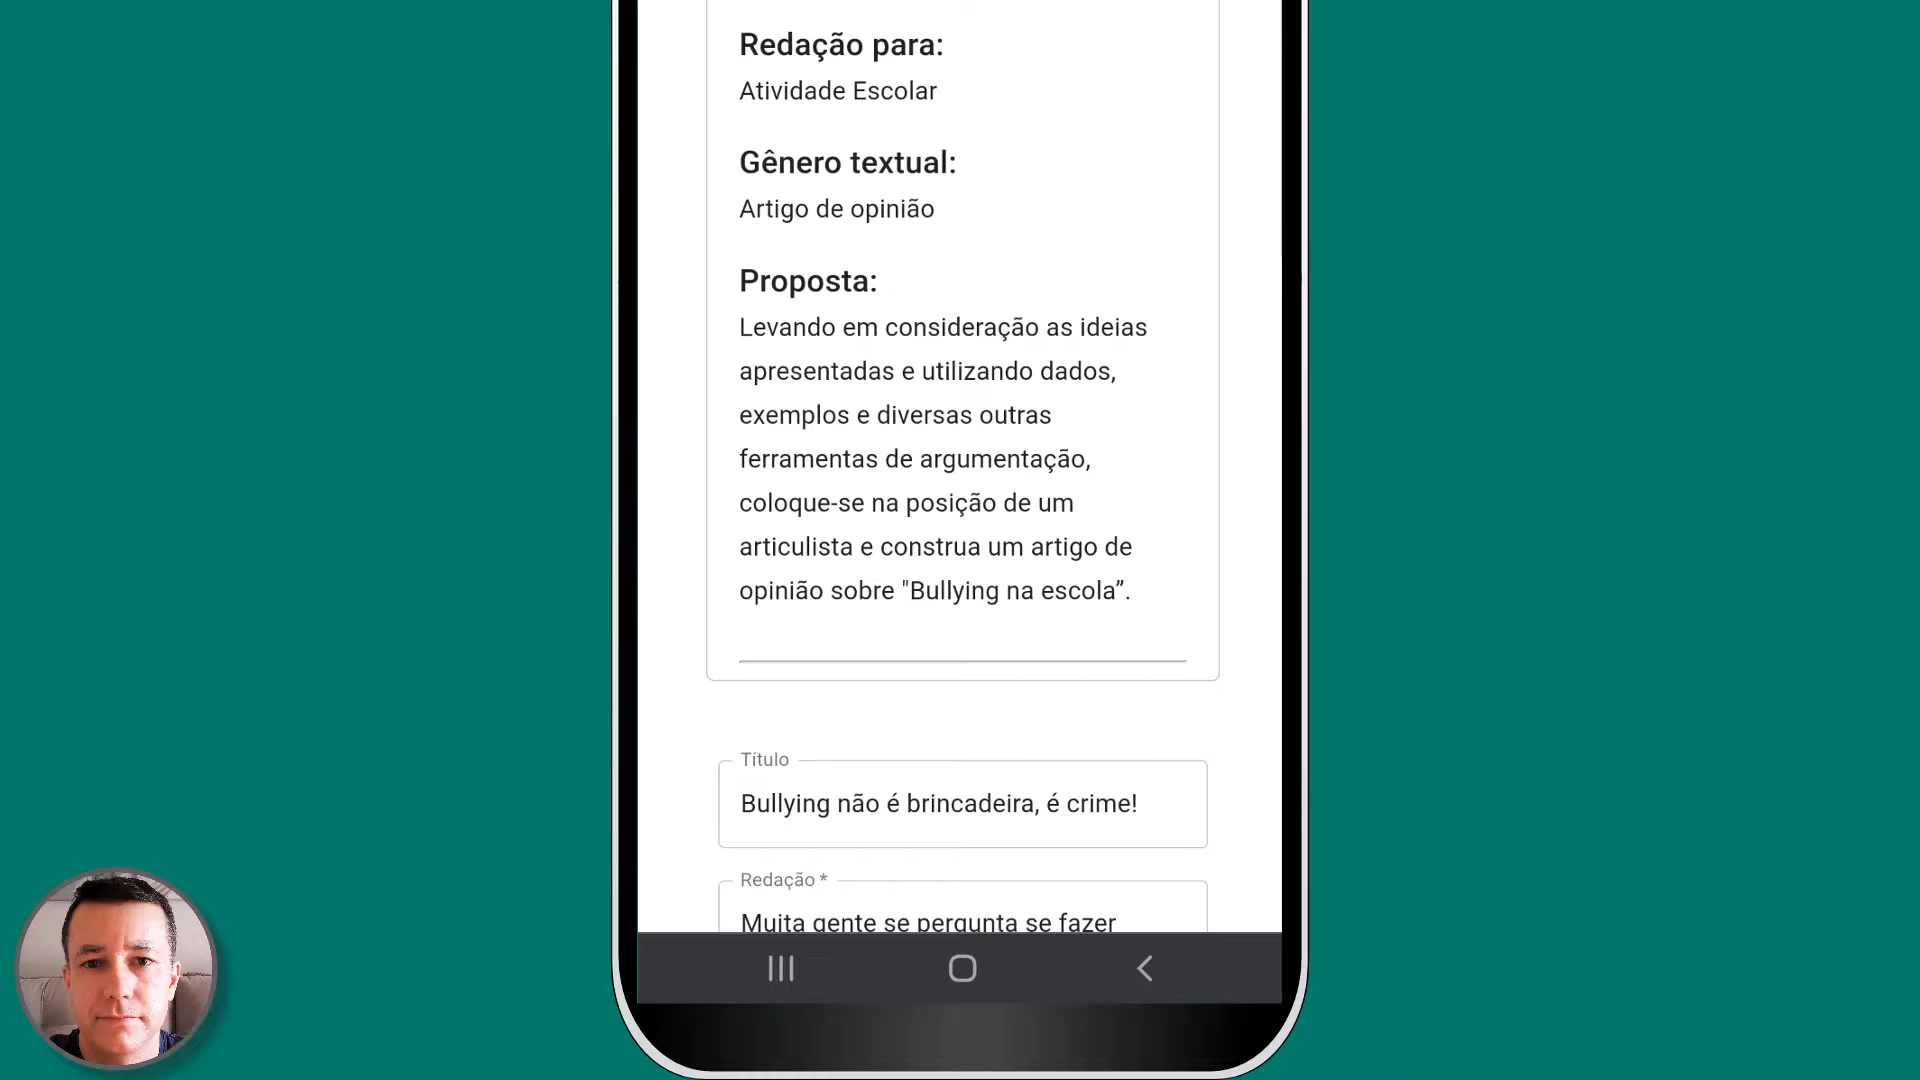 Redação para:
Atividade Escolar
Gênero textual:
Artigo de opinião
Proposta:
Levando em consideração as ideias
apresentadas e utilizando dados,
exemplos e diversas outras
ferramentas de argumentação,
coloque-se na posição de um
articulista e construa um artigo de
opinião sobre "Bullying na escola”.
Título
Bullying não é brincadeira, é crime!
Redação *
Muita gente se pergunta se fazer